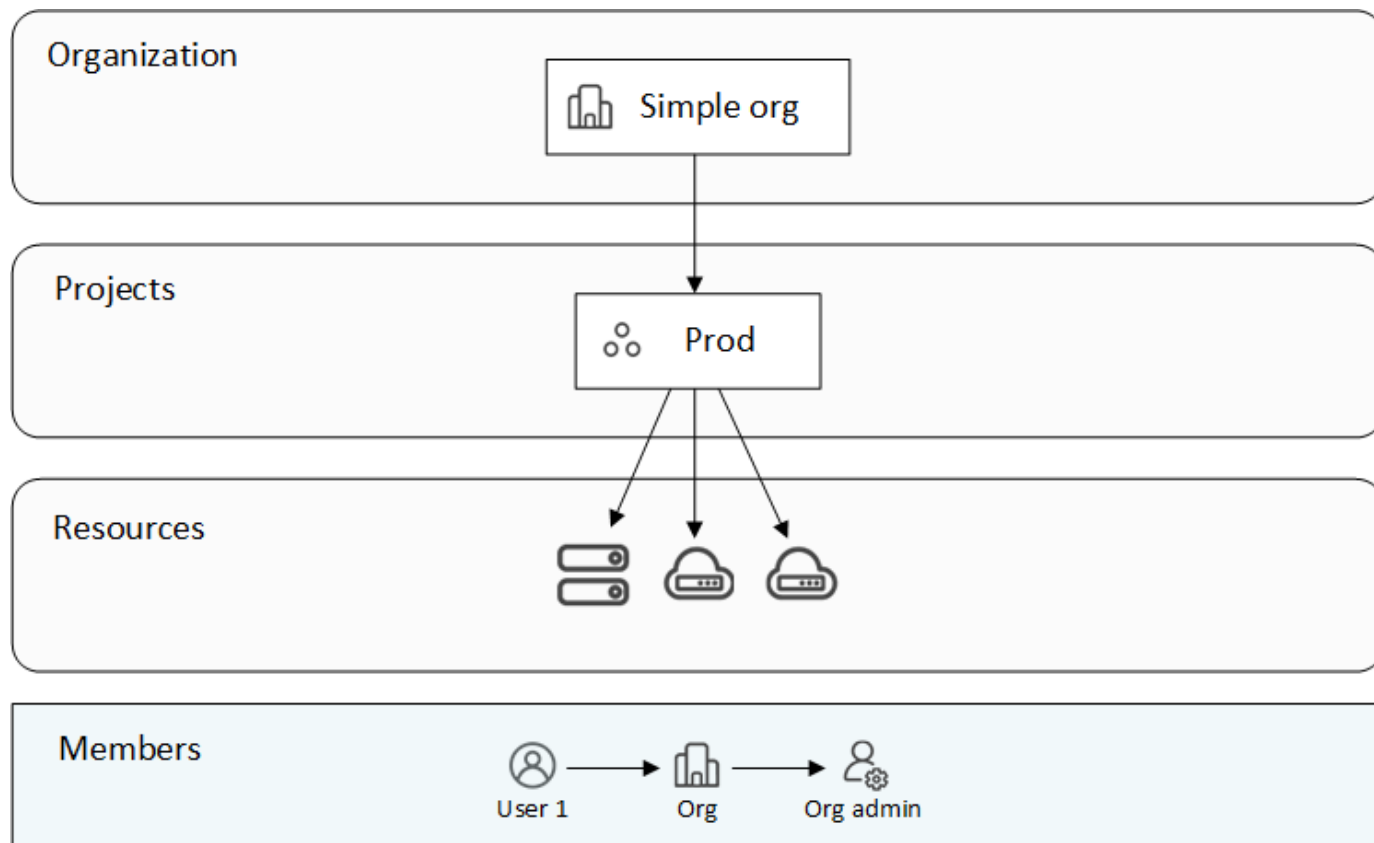 Organization
Simple org
Projects
Prod
Resources
Members
User 1
Org
Org admin